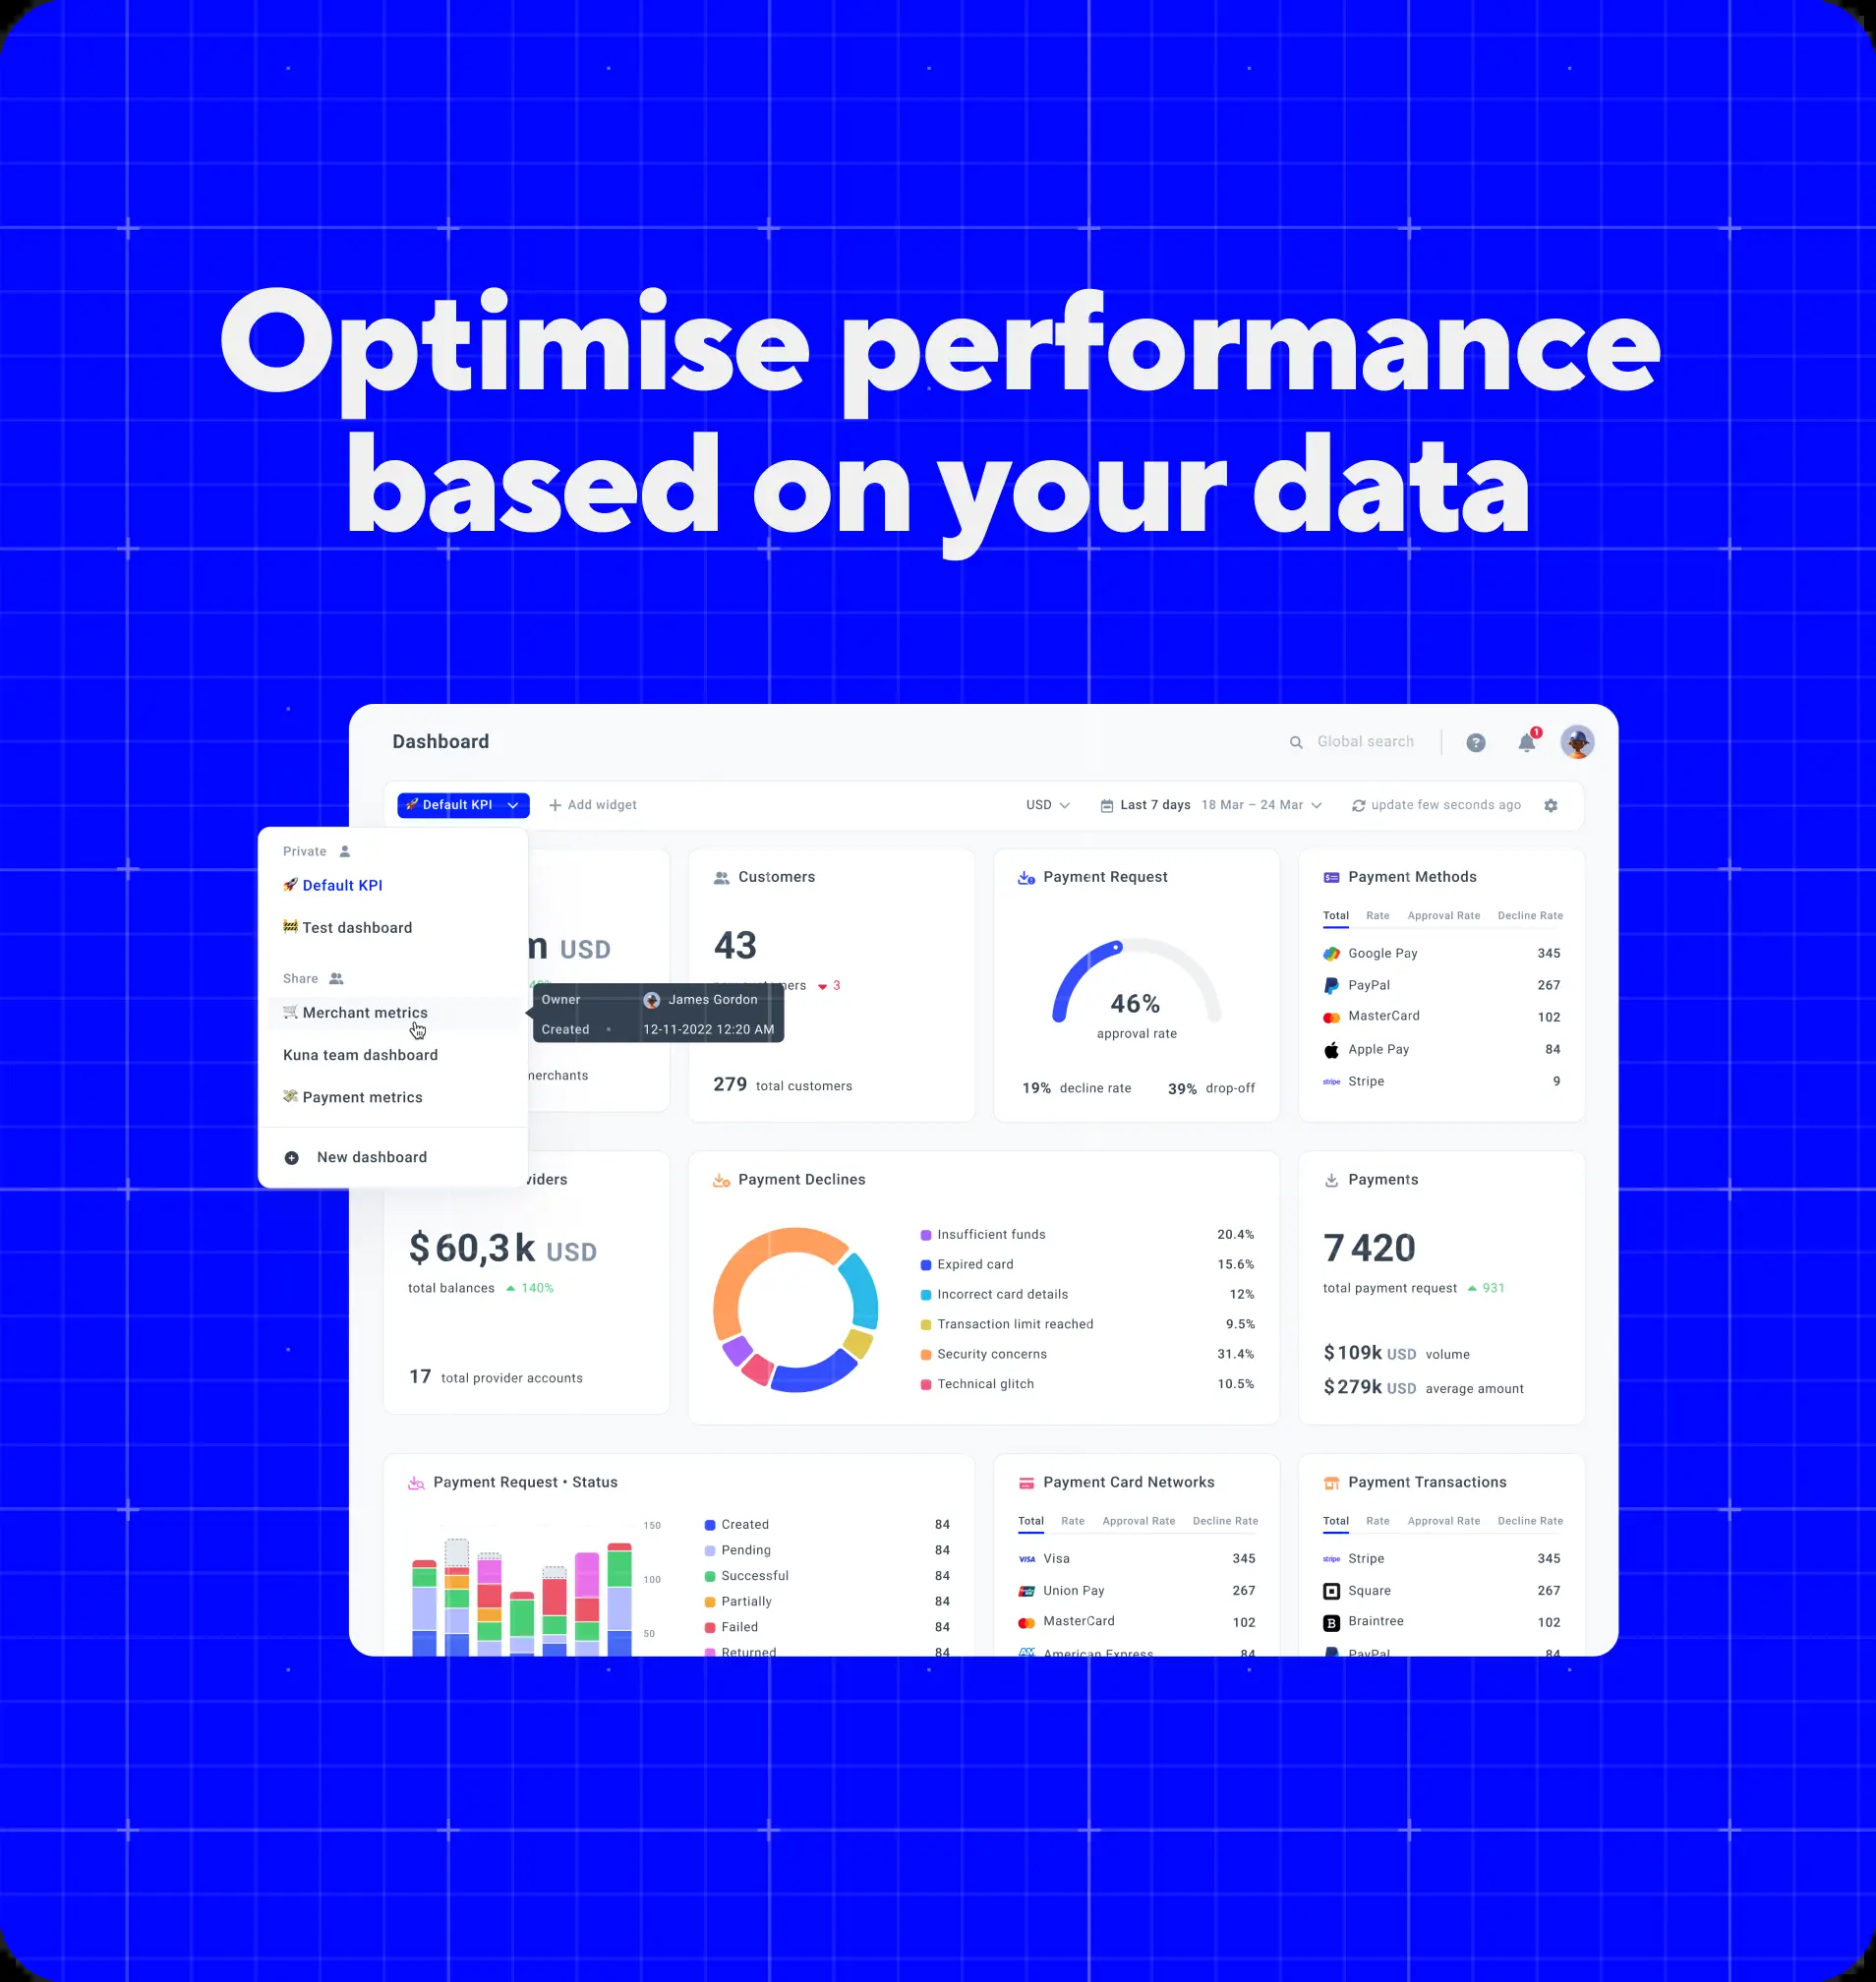 Optimise performance
based on your data
Dashboard
Global search
?
1
Default KPI
Add widget
USD
Last 7 days 18 Mar – 24 Mar
update few seconds ago
Private
Default KPI
Test dashboard
Share
Merchant metrics
Kuna team dashboard
Payment metrics
New dashboard
Owner James Gordon
Created 12-11-2022 12:20 AM
USD
Customers
43
3
279 total customers
Payment Request
46%
approval rate
19% decline rate
39% drop-off
Payment Methods
Total Rate Approval Rate Decline Rate
Google Pay 345
PayPal 267
MasterCard 102
Apple Pay 84
stripe Stripe 9
$60,3k USD
total balances 140%
17 total provider accounts
Payment Declines
Insufficient funds 20.4%
Expired card 15.6%
Incorrect card details 12%
Transaction limit reached 9.5%
Security concerns 31.4%
Technical glitch 10.5%
Payments
7 420
total payment request 931
$109k USD volume
$279k USD average amount
Payment Request • Status
150
100
50
Created 84
Pending 84
Successful 84
Partially 84
Failed 84
Returned 84
Payment Card Networks
Total Rate Approval Rate Decline Rate
VISA Visa 345
Union Pay 267
MasterCard 102
American Express 84
Payment Transactions
Total Rate Approval Rate Decline Rate
stripe Stripe 345
Square 267
B Braintree 102
PayPal 84